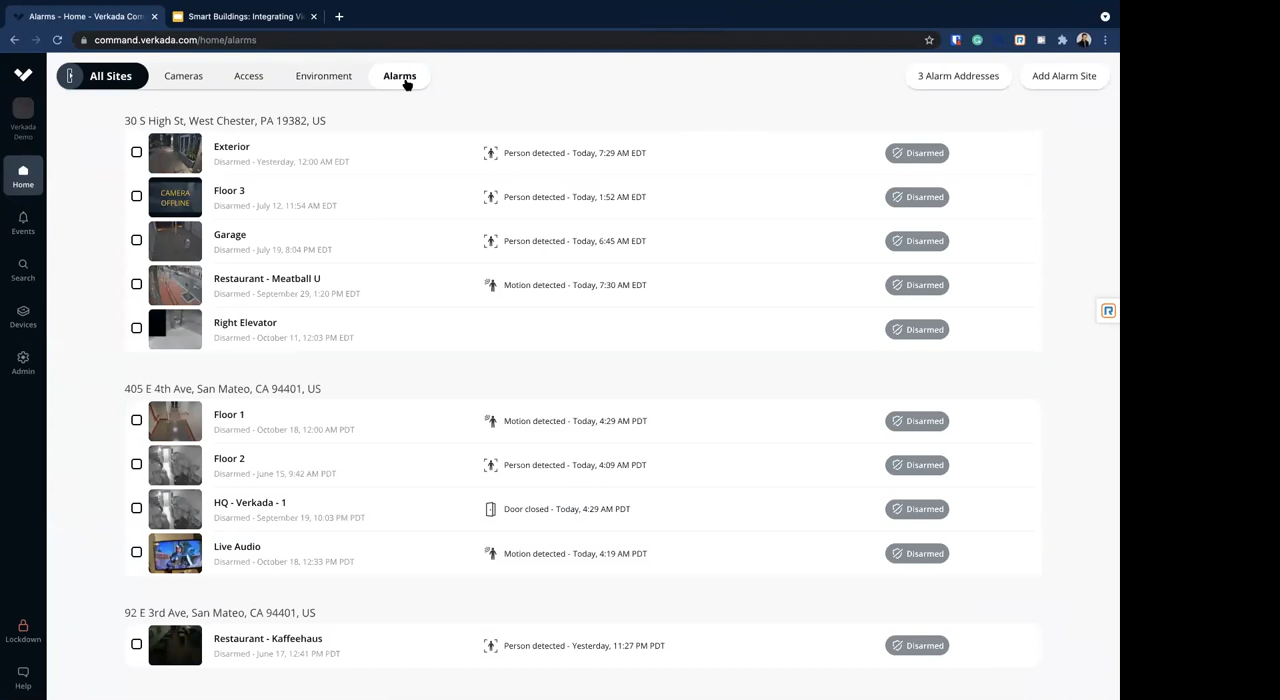 Alarms - Home - Verkada Com
Smart Buildings: Integrating Vi
command.verkada.com/home/alarms
All Sites
Cameras
Access
Environment
Alarms
3 Alarm Addresses
Add Alarm Site
Verkada
Demo
Home
Events
Search
Devices
Admin
Lockdown
Help
30 S High St, West Chester, PA 19382, US
Exterior
Disarmed - Yesterday, 12:00 AM EDT
Person detected - Today, 7:29 AM EDT
Disarmed
CAMERA
OFFLINE
Floor 3
Disarmed - July 12, 11:54 AM EDT
Person detected - Today, 1:52 AM EDT
Disarmed
Garage
Disarmed - July 19, 8:04 PM EDT
Person detected - Today, 6:45 AM EDT
Disarmed
Restaurant - Meatball U
Disarmed - September 29, 1:20 PM EDT
Motion detected - Today, 7:30 AM EDT
Disarmed
Right Elevator
Disarmed - October 11, 12:03 PM EDT
Disarmed
405 E 4th Ave, San Mateo, CA 94401, US
Floor 1
Disarmed - October 18, 12:00 AM PDT
Motion detected - Today, 4:29 AM PDT
Disarmed
Floor 2
Disarmed - June 15, 9:42 AM PDT
Person detected - Today, 4:09 AM PDT
Disarmed
HQ - Verkada - 1
Disarmed - September 19, 10:03 PM PDT
Door closed - Today, 4:29 AM PDT
Disarmed
Live Audio
Disarmed - October 18, 12:33 PM PDT
Motion detected - Today, 4:19 AM PDT
Disarmed
92 E 3rd Ave, San Mateo, CA 94401, US
Restaurant - Kaffeehaus
Disarmed - June 17, 12:41 PM PDT
Person detected - Yesterday, 11:27 PM PDT
Disarmed